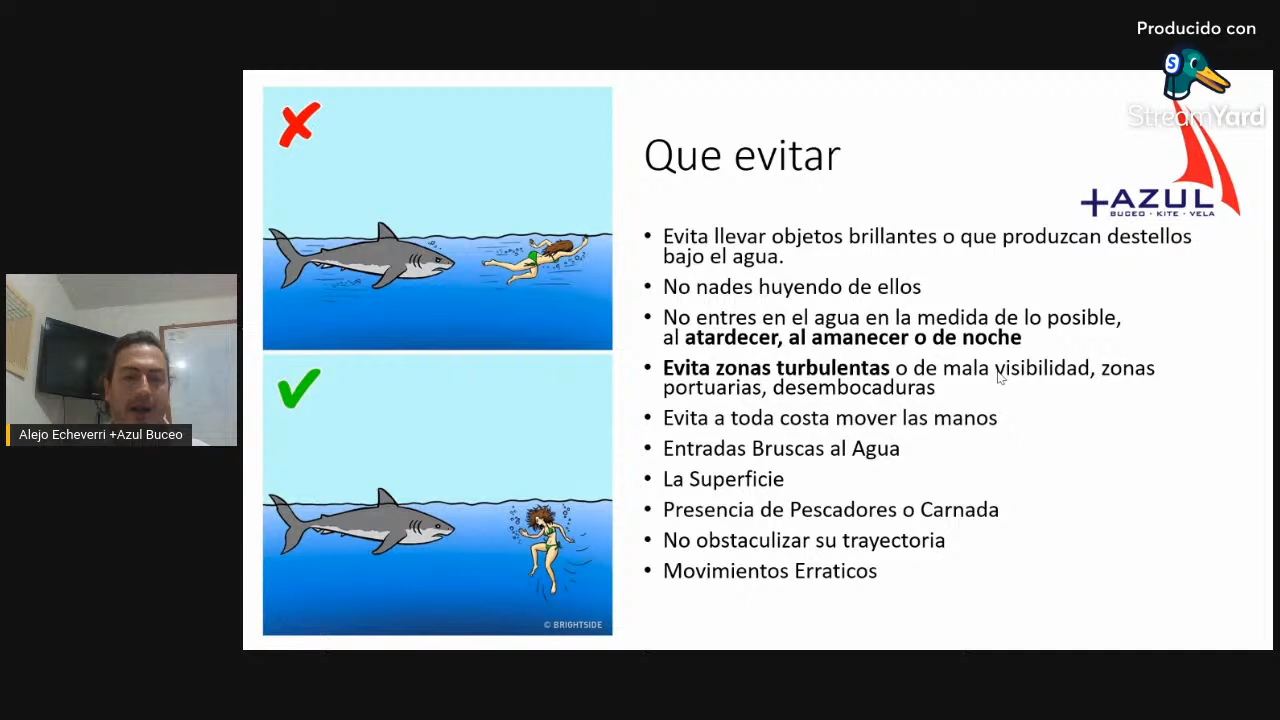 Producido con
S
StreamYard
+AZUL
BUCEO · KITE · VELA
Que evitar
• Evita llevar objetos brillantes o que produzcan destellos
bajo el agua.
• No nades huyendo de ellos
• No entres en el agua en la medida de lo posible,
al atardecer, al amanecer o de noche
• Evita zonas turbulentas o de mala visibilidad, zonas
portuarias, desembocaduras
• Evita a toda costa mover las manos
• Entradas Bruscas al Agua
• La Superficie
• Presencia de Pescadores o Carnada
• No obstaculizar su trayectoria
• Movimientos Erraticos
© BRIGHTSIDE
Alejo Echeverri +Azul Buceo